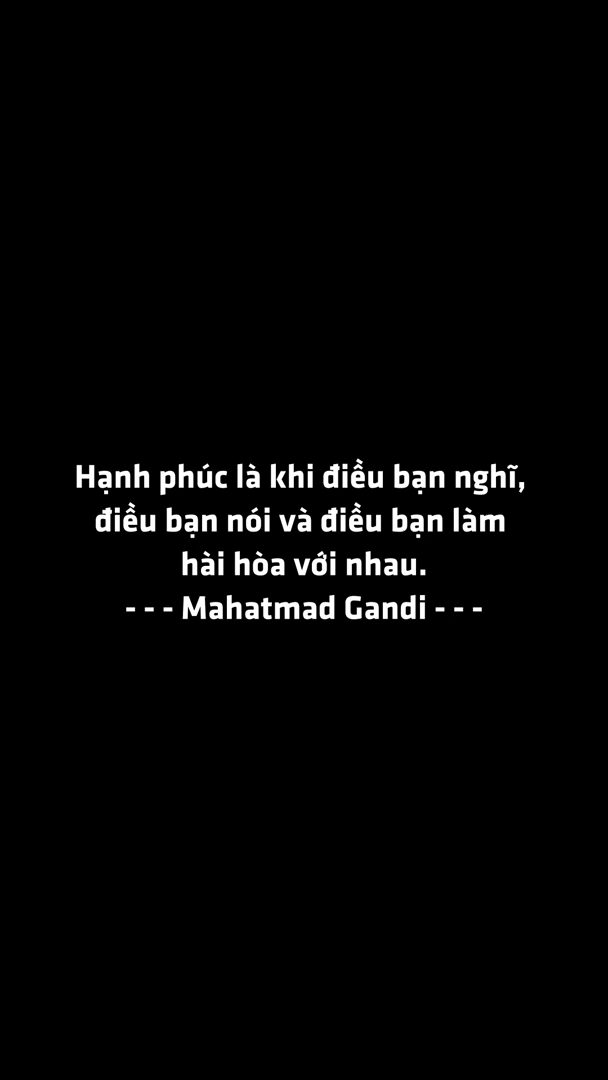 Hạnh phúc là khi điều bạn nghĩ,
điều bạn nói và điều bạn làm
hài hòa với nhau.
- - - Mahatmad Gandi - - -